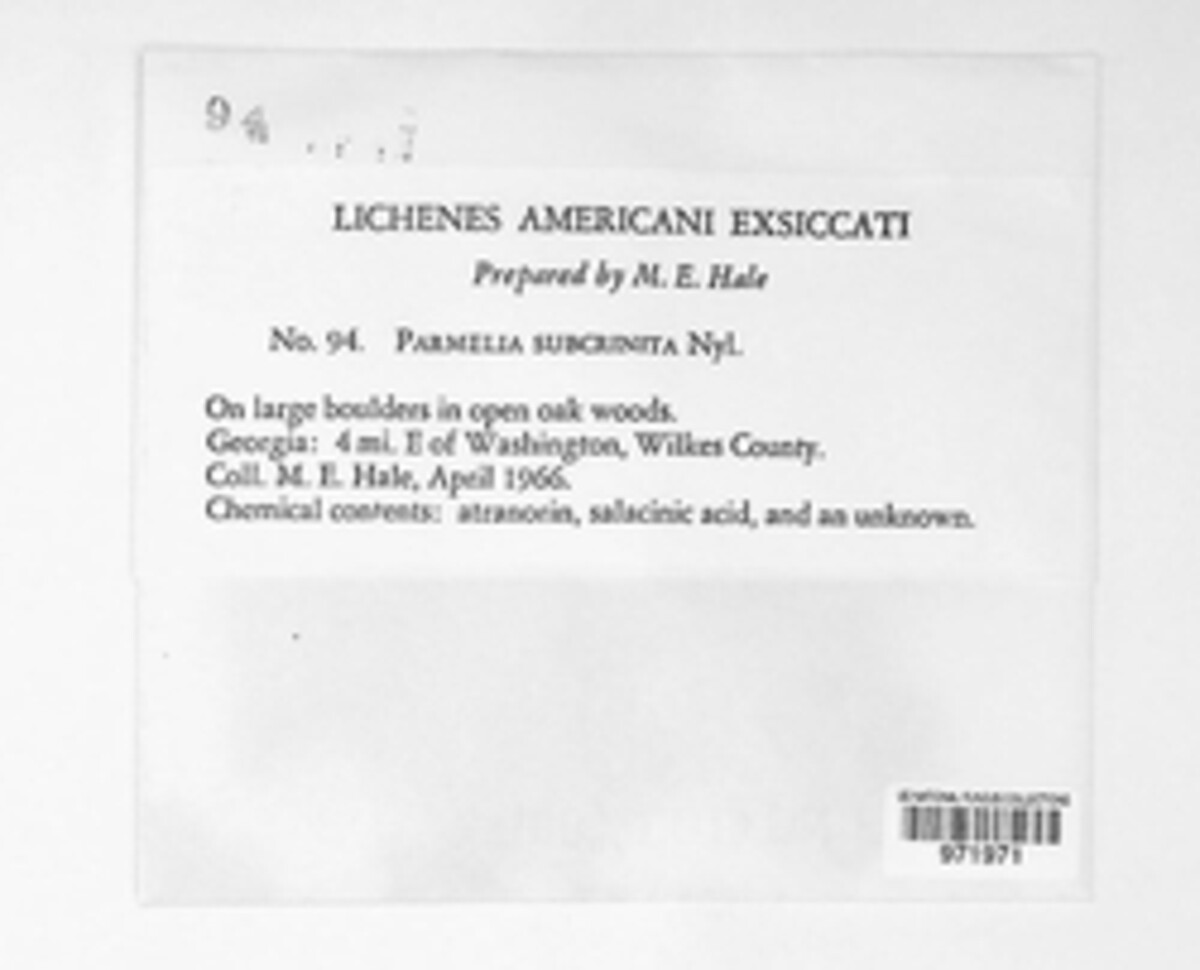 94
LICHENES AMERICANI EXSICCATI
Prepared by M. E. Hale
No. 94. PARMELIA SUBCRINITA Nyl.
On large boulders in open oak woods.
Georgia: 4 mi. E of Washington, Wilkes County.
Coll. M. E. Hale, April 1966.
Chemical contents: atranorin, salacinic acid, and an unknown.
971971